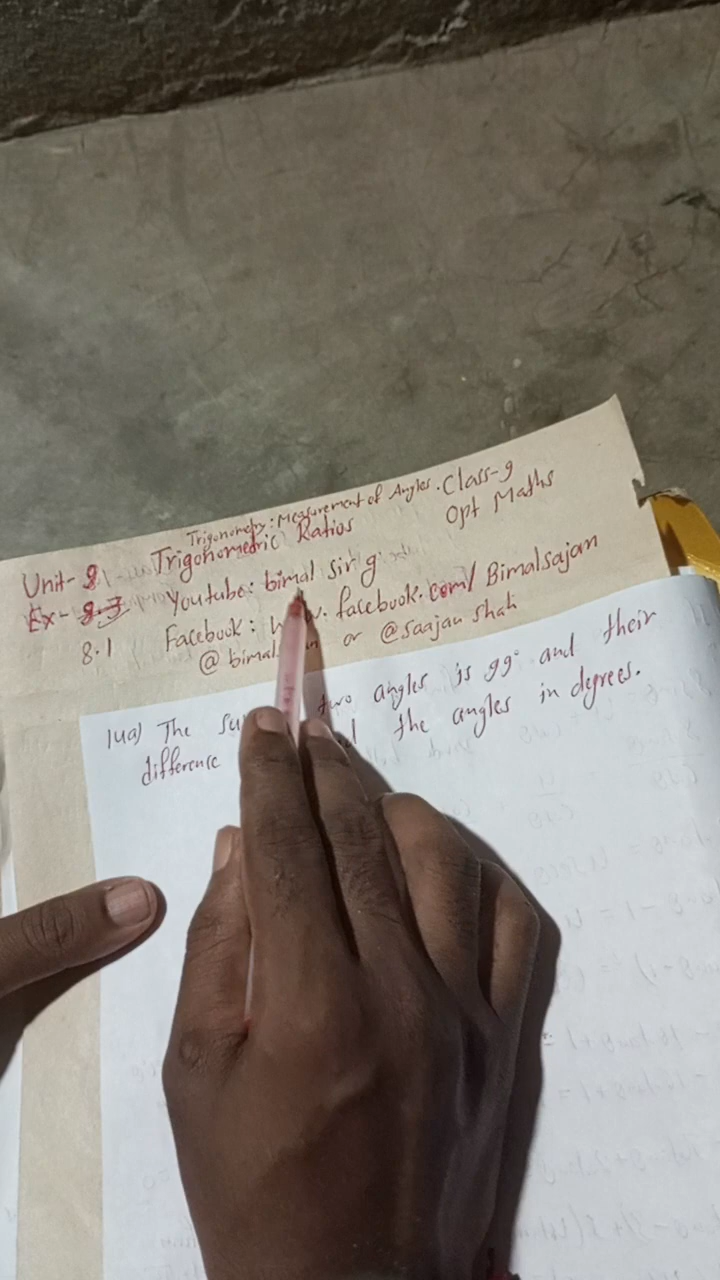 Trigonometry: Measurement of Angles. Class-9
Unit- 8 Trigonometric Ratios Opt Maths
Ex- 8.3 Youtube: bimal sir g
8.1 Facebook: facebook.com/Bimalsajan
@bimal or @saajan shah
14a) The two angles is 99° and their
difference the angles in degrees.